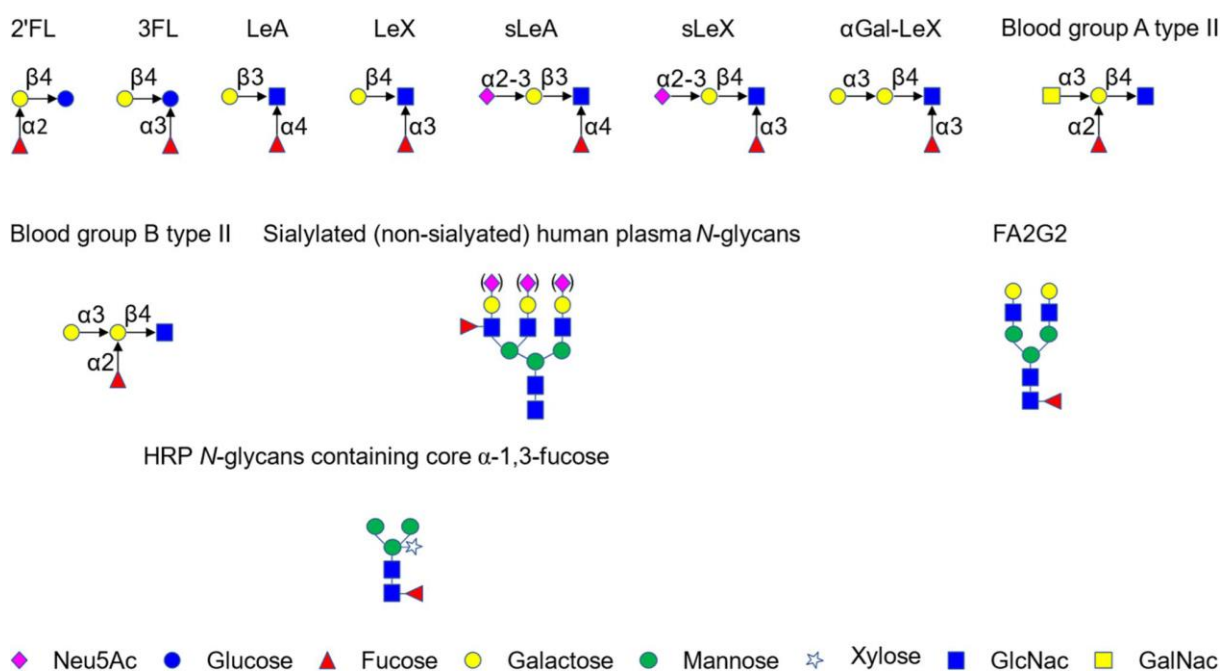 2'FL 3FL LeA LeX sLeA sLeX αGal-LeX Blood group A type II
β4 β4 β3 β4 α2-3 β3 α2-3 β4 α3 β4 α3 β4
α2 α3 α4 α3 α4 α3 α3 α2
Blood group B type II Sialylated (non-sialyated) human plasma N-glycans FA2G2
( ) ( ) ( )
α3 β4
α2
HRP N-glycans containing core α-1,3-fucose
Neu5Ac Glucose Fucose Galactose Mannose Xylose GlcNac GalNac